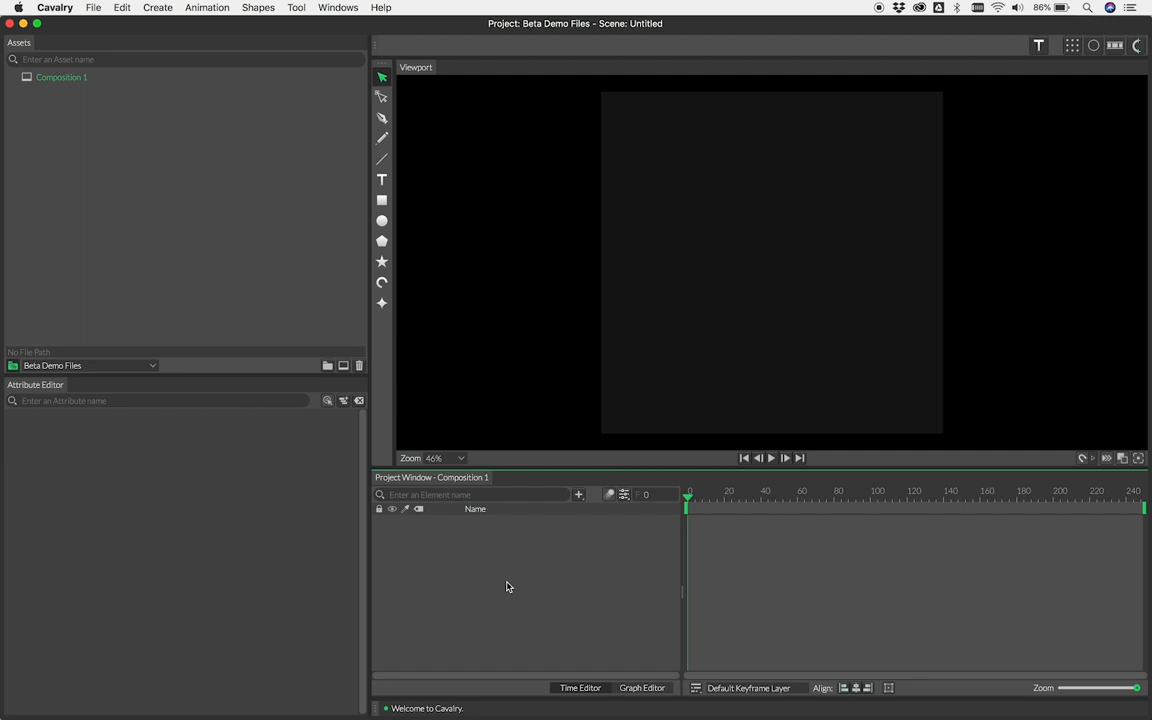 Cavalry File Edit Create Animation Shapes Tool Windows Help 86%
Project: Beta Demo Files - Scene: Untitled
Assets
Enter an Asset name
Composition 1
Viewport
No File Path
Beta Demo Files
Attribute Editor
Enter an Attribute name
Zoom 46%
Project Window - Composition 1
Enter an Element name F 0
0 20 40 60 80 100 120 140 160 180 200 220 240
Name
Time Editor Graph Editor Default Keyframe Layer Align: Zoom
Welcome to Cavalry.